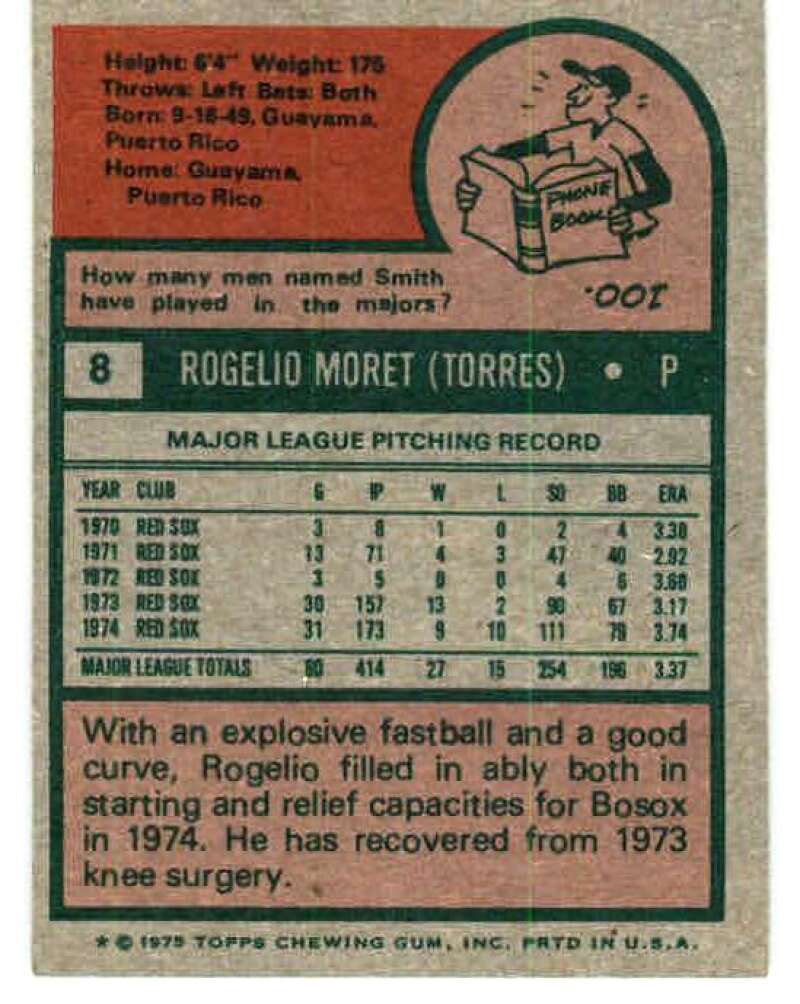 Height: 6'4" Weight: 175
Throws: Left Bats: Both
Born: 9-16-49, Guayama,
Puerto Rico
Home: Guayama,
Puerto Rico
PHONE
BOOK
How many men named Smith
have played in the majors?
100.
8 ROGELIO MORET (TORRES) • P
MAJOR LEAGUE PITCHING RECORD
YEAR CLUB G IP W L SO BB ERA
1970 RED SOX 3 8 1 0 2 4 3.38
1971 RED SOX 13 71 4 3 47 40 2.92
1972 RED SOX 3 5 0 0 4 6 3.60
1973 RED SOX 30 157 13 2 90 67 3.17
1974 RED SOX 31 173 9 10 111 79 3.74
MAJOR LEAGUE TOTALS 80 414 27 15 254 196 3.37
With an explosive fastball and a good
curve, Rogelio filled in ably both in
starting and relief capacities for Bosox
in 1974. He has recovered from 1973
knee surgery.
* © 1975 TOPPS CHEWING GUM, INC. PRTD IN U.S.A.